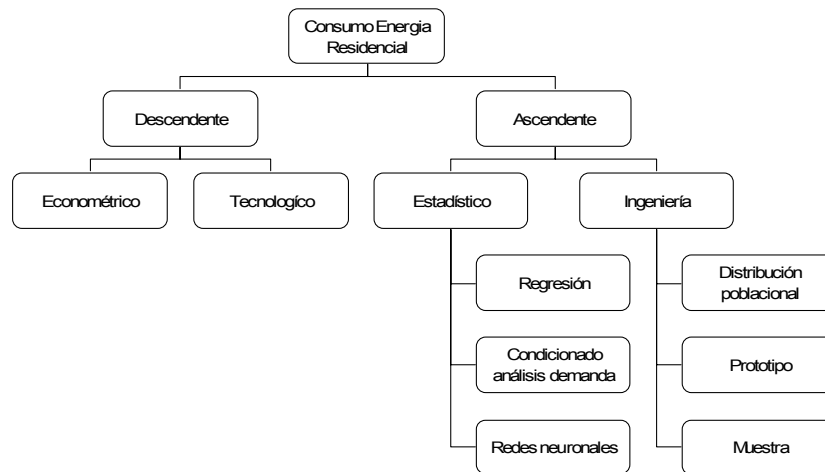 Consumo Energia
Residencial
Descendente
Ascendente
Econométrico
Tecnologíco
Estadístico
Ingeniería
Regresión
Distribución
poblacional
Condicionado
análisis demanda
Prototipo
Redes neuronales
Muestra